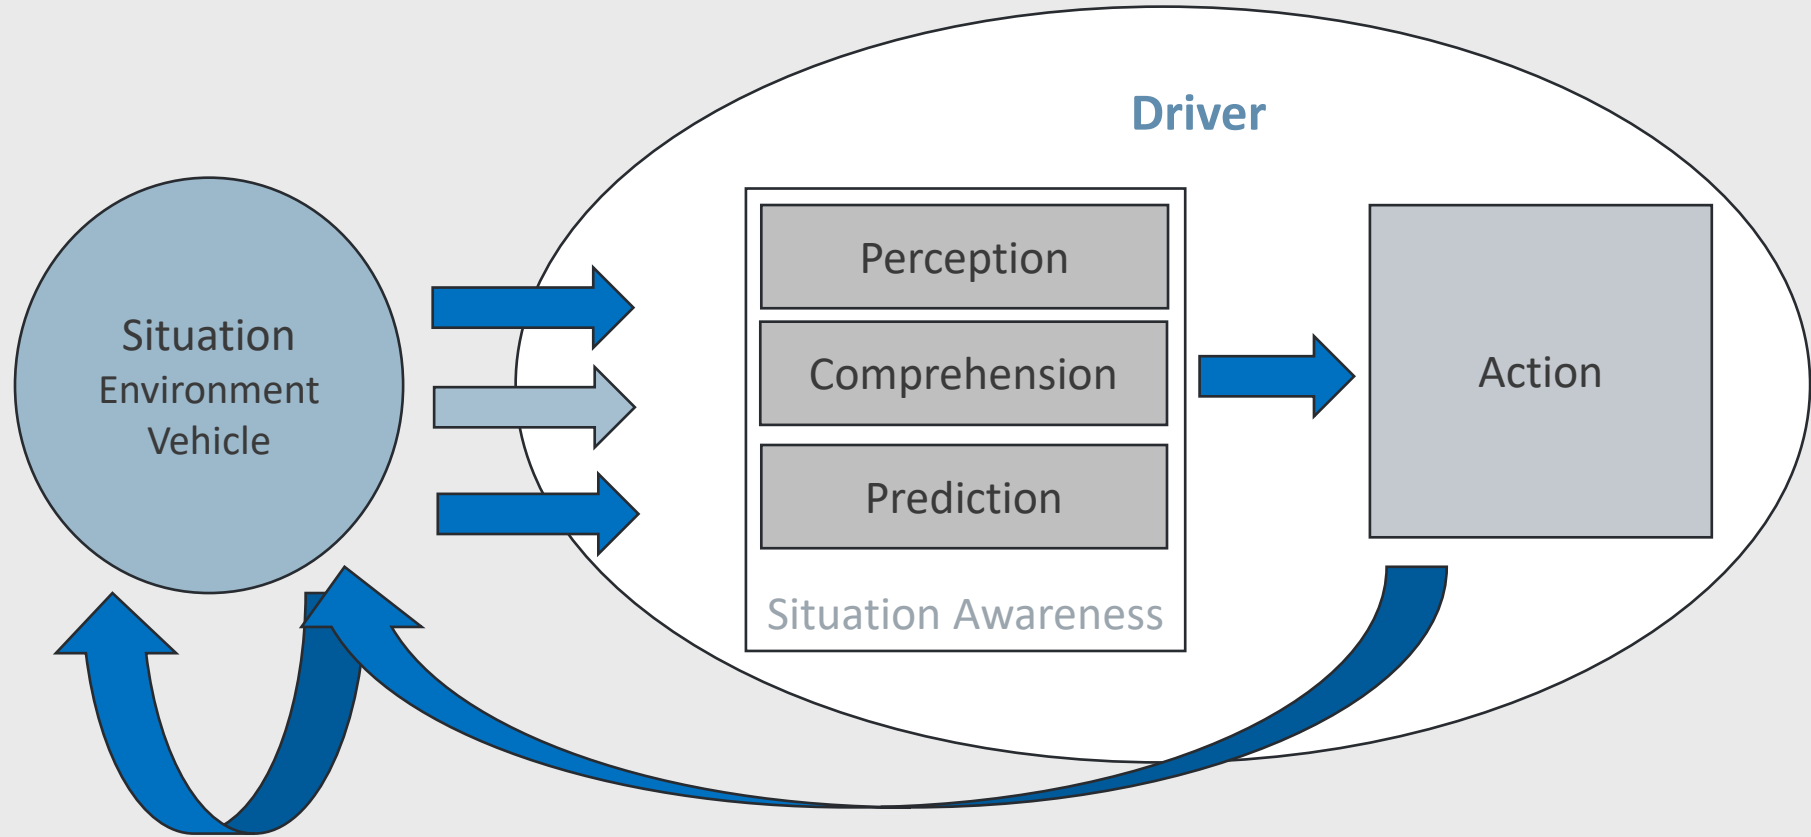 Driver
Situation
Environment
Vehicle
Perception
Comprehension
Prediction
Situation Awareness
Action